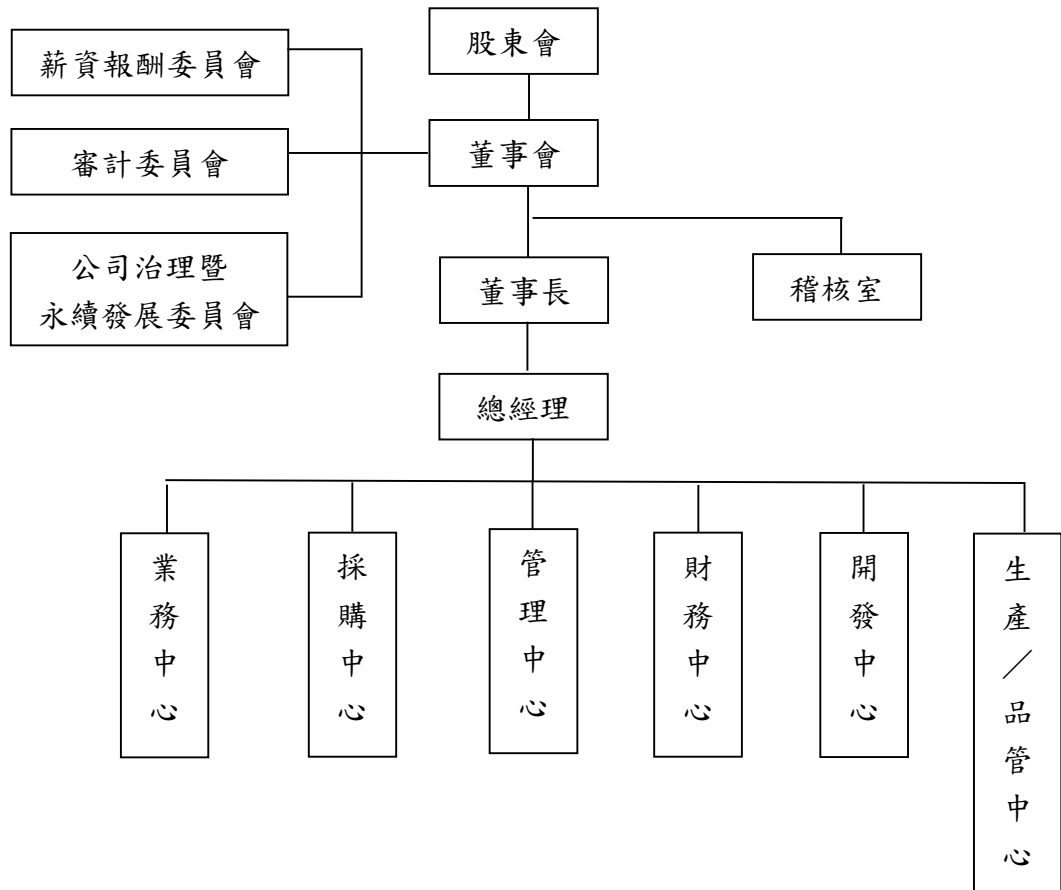 股東會
薪資報酬委員會
審計委員會
董事會
公司治理暨
永續發展委員會
董事長
稽核室
總經理
業務中心
採購中心
管理中心
財務中心
開發中心
生產／品管中心